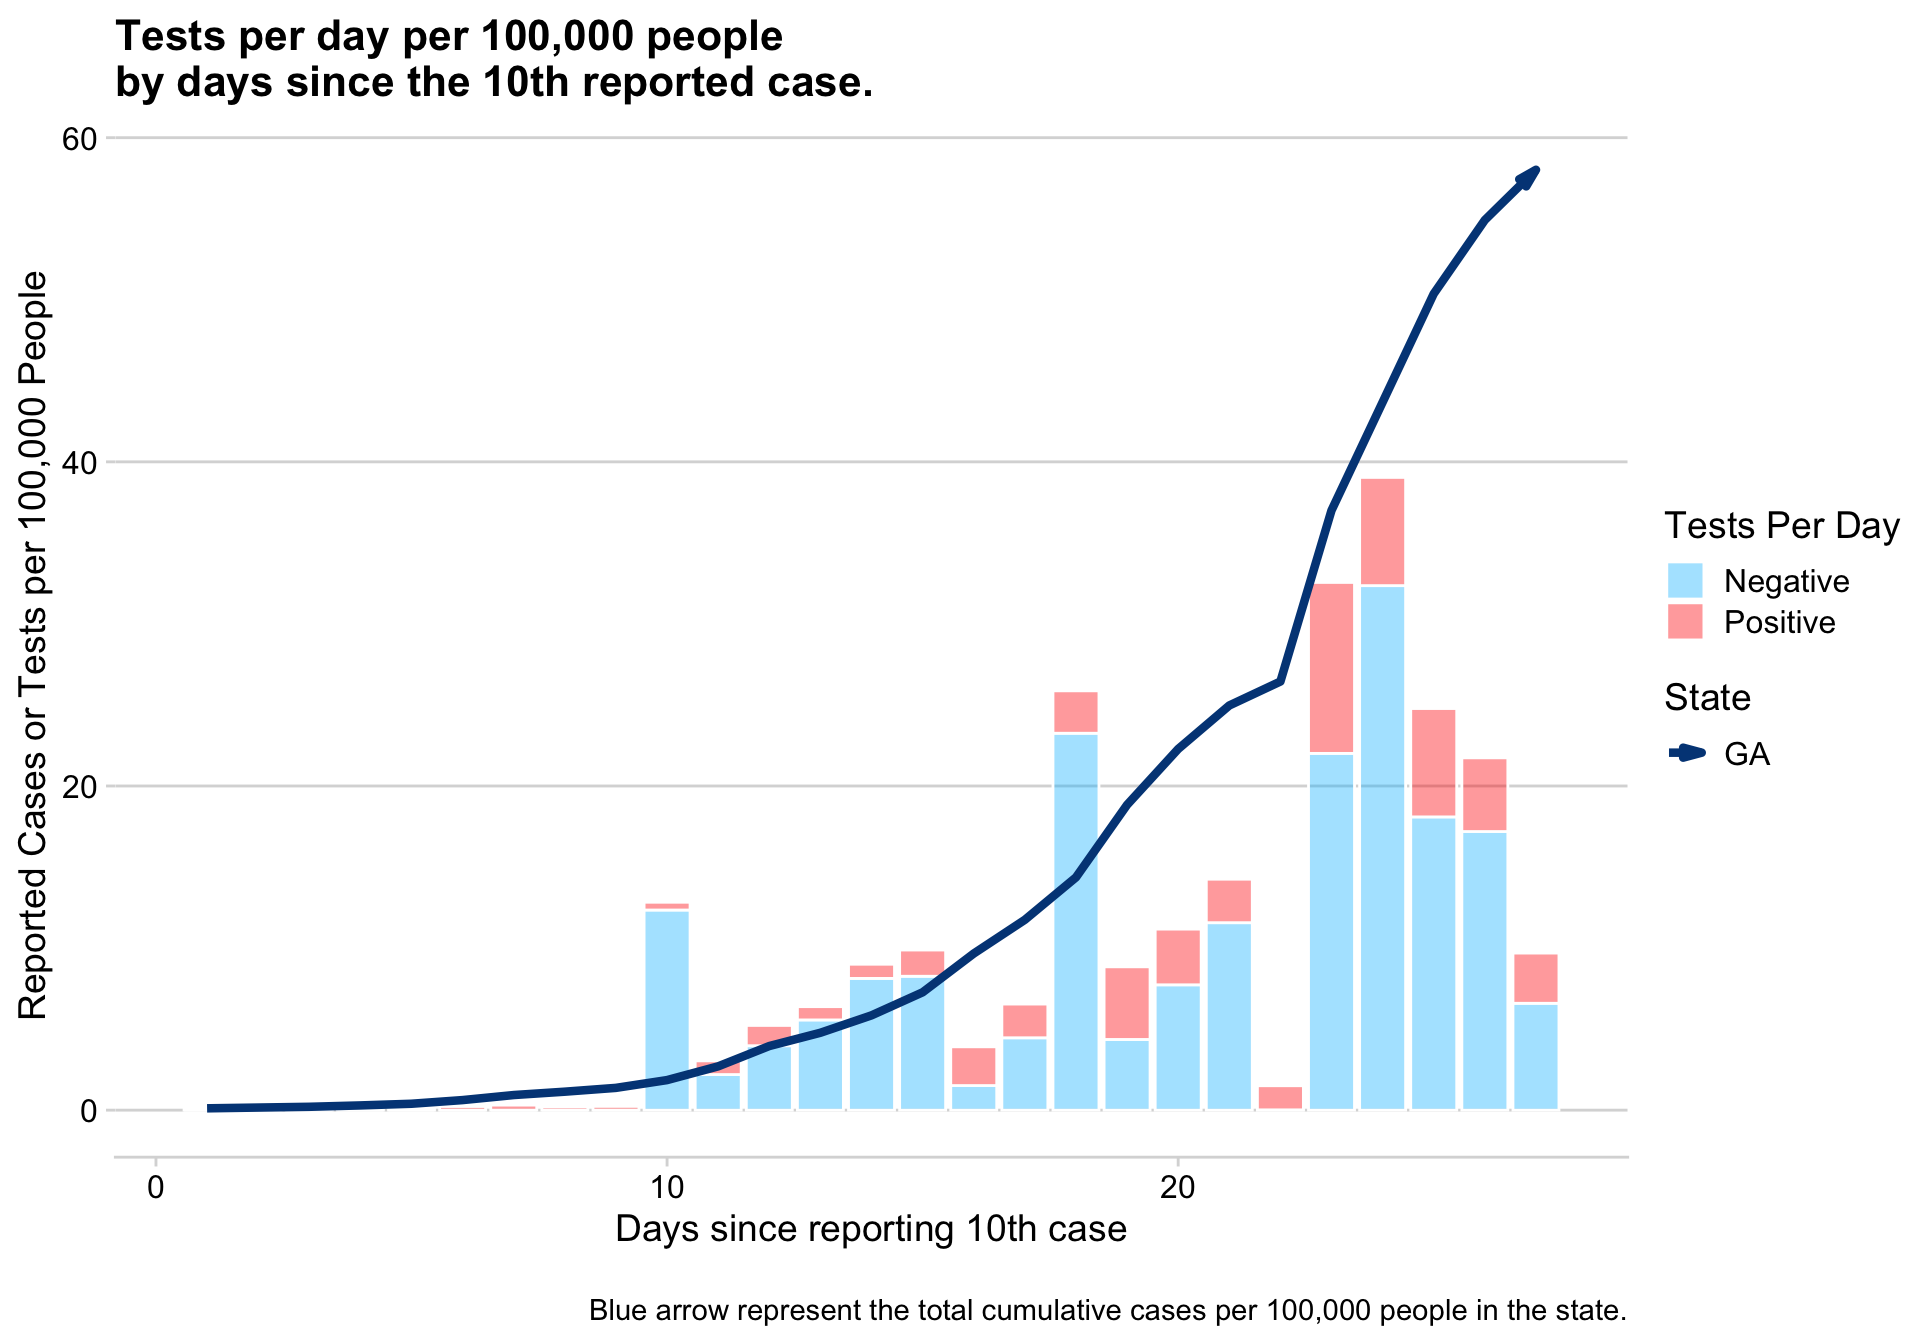 Tests per day per 100,000 people
by days since the 10th reported case.
Reported Cases or Tests per 100,000 People
60
40
20
0
0
10
20
Days since reporting 10th case
Tests Per Day
Negative
Positive
State
GA
Blue arrow represent the total cumulative cases per 100,000 people in the state.